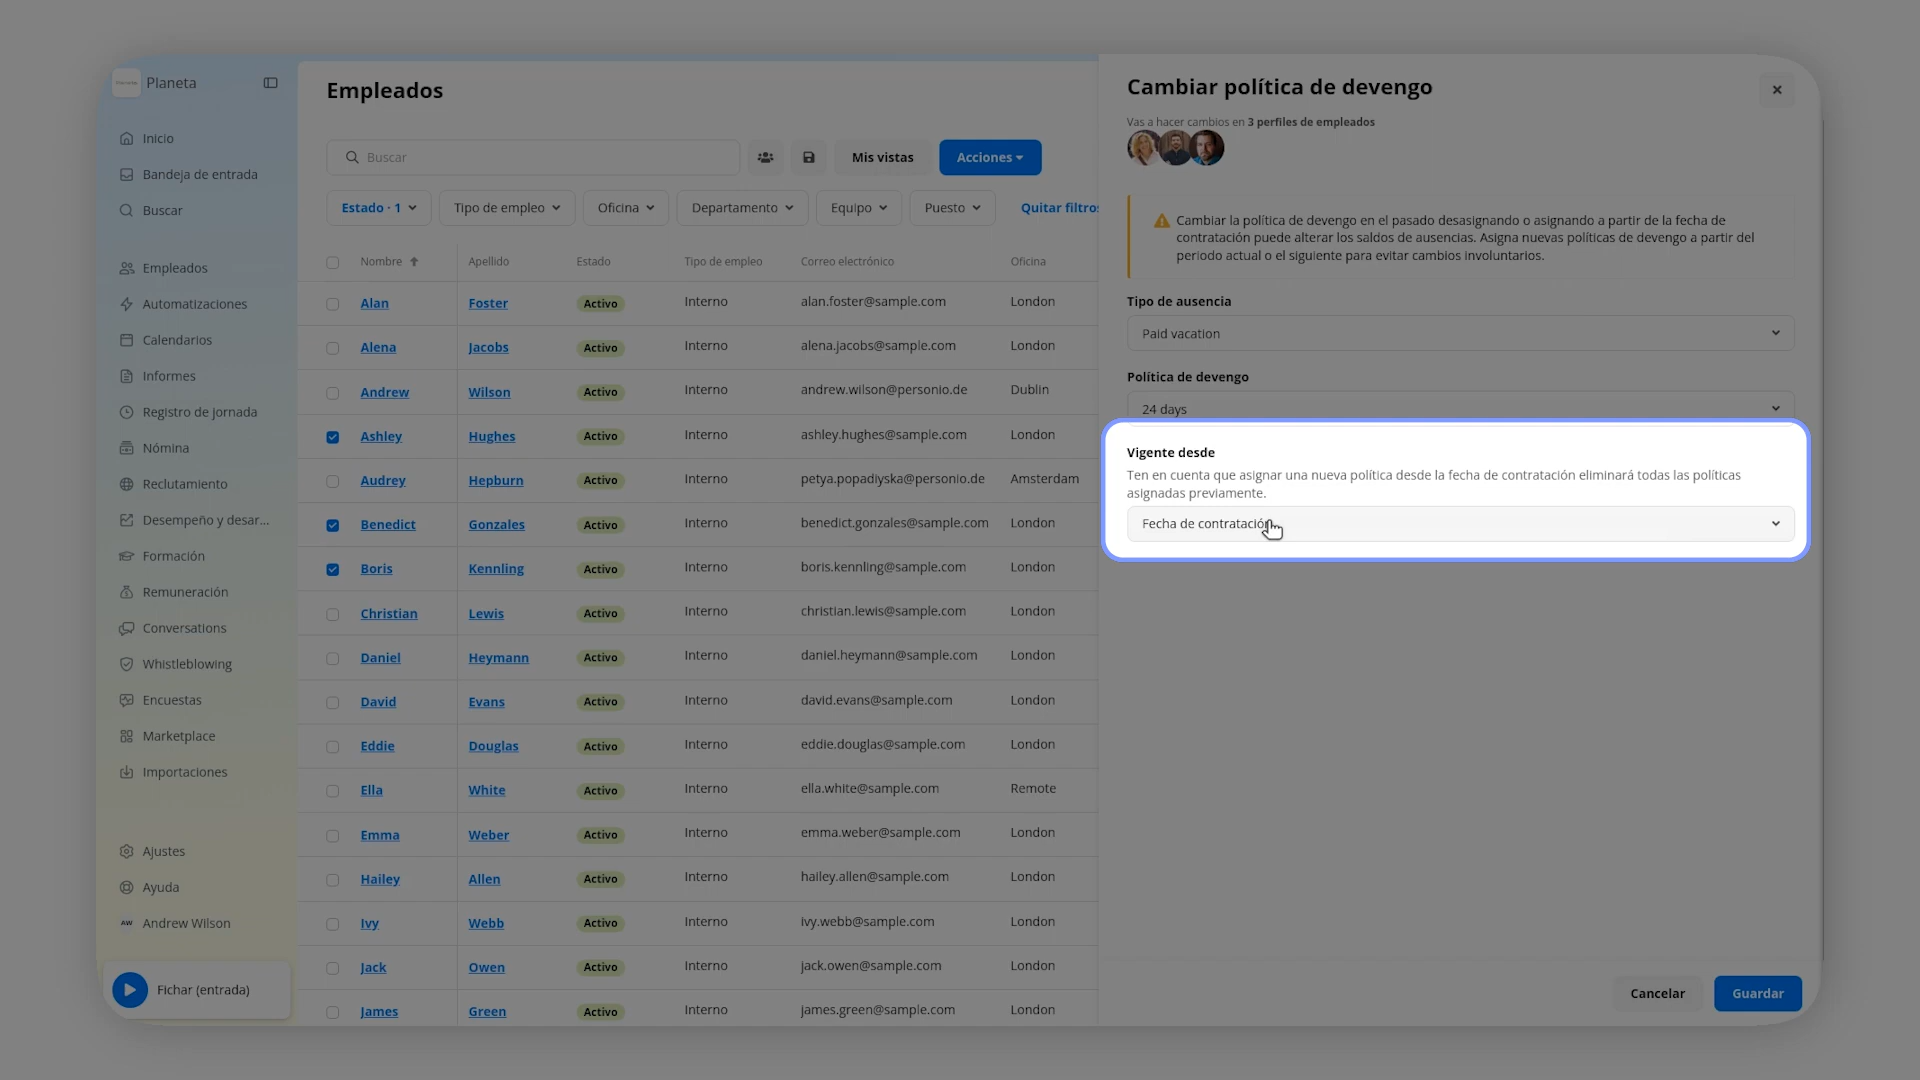 Planeta
Inicio
Bandeja de entrada
Buscar
Empleados
Automatizaciones
Calendarios
Informes
Registro de jornada
Nómina
Reclutamiento
Desempeño y desar...
Formación
Remuneración
Conversations
Whistleblowing
Encuestas
Marketplace
Importaciones
Ajustes
Ayuda
AW Andrew Wilson
Fichar (entrada)
Empleados
Buscar
Mis vistas
Acciones
Estado · 1
Tipo de empleo
Oficina
Departamento
Equipo
Puesto
Quitar filtros
Nombre Apellido Estado Tipo de empleo Correo electrónico Oficina
Alan Foster Activo Interno alan.foster@sample.com London
Alena Jacobs Activo Interno alena.jacobs@sample.com London
Andrew Wilson Activo Interno andrew.wilson@personio.de Dublin
Ashley Hughes Activo Interno ashley.hughes@sample.com London
Audrey Hepburn Activo Interno petya.popadiyska@personio.de Amsterdam
Benedict Gonzales Activo Interno benedict.gonzales@sample.com London
Boris Kennling Activo Interno boris.kennling@sample.com London
Christian Lewis Activo Interno christian.lewis@sample.com London
Daniel Heymann Activo Interno daniel.heymann@sample.com London
David Evans Activo Interno david.evans@sample.com London
Eddie Douglas Activo Interno eddie.douglas@sample.com London
Ella White Activo Interno ella.white@sample.com Remote
Emma Weber Activo Interno emma.weber@sample.com London
Hailey Allen Activo Interno hailey.allen@sample.com London
Ivy Webb Activo Interno ivy.webb@sample.com London
Jack Owen Activo Interno jack.owen@sample.com London
James Green Activo Interno james.green@sample.com London
Cambiar política de devengo
Vas a hacer cambios en 3 perfiles de empleados
Cambiar la política de devengo en el pasado desasignando o asignando a partir de la fecha de
contratación puede alterar los saldos de ausencias. Asigna nuevas políticas de devengo a partir del
periodo actual o el siguiente para evitar cambios involuntarios.
Tipo de ausencia
Paid vacation
Política de devengo
24 days
Vigente desde
Ten en cuenta que asignar una nueva política desde la fecha de contratación eliminará todas las políticas
asignadas previamente.
Fecha de contratación
Cancelar
Guardar